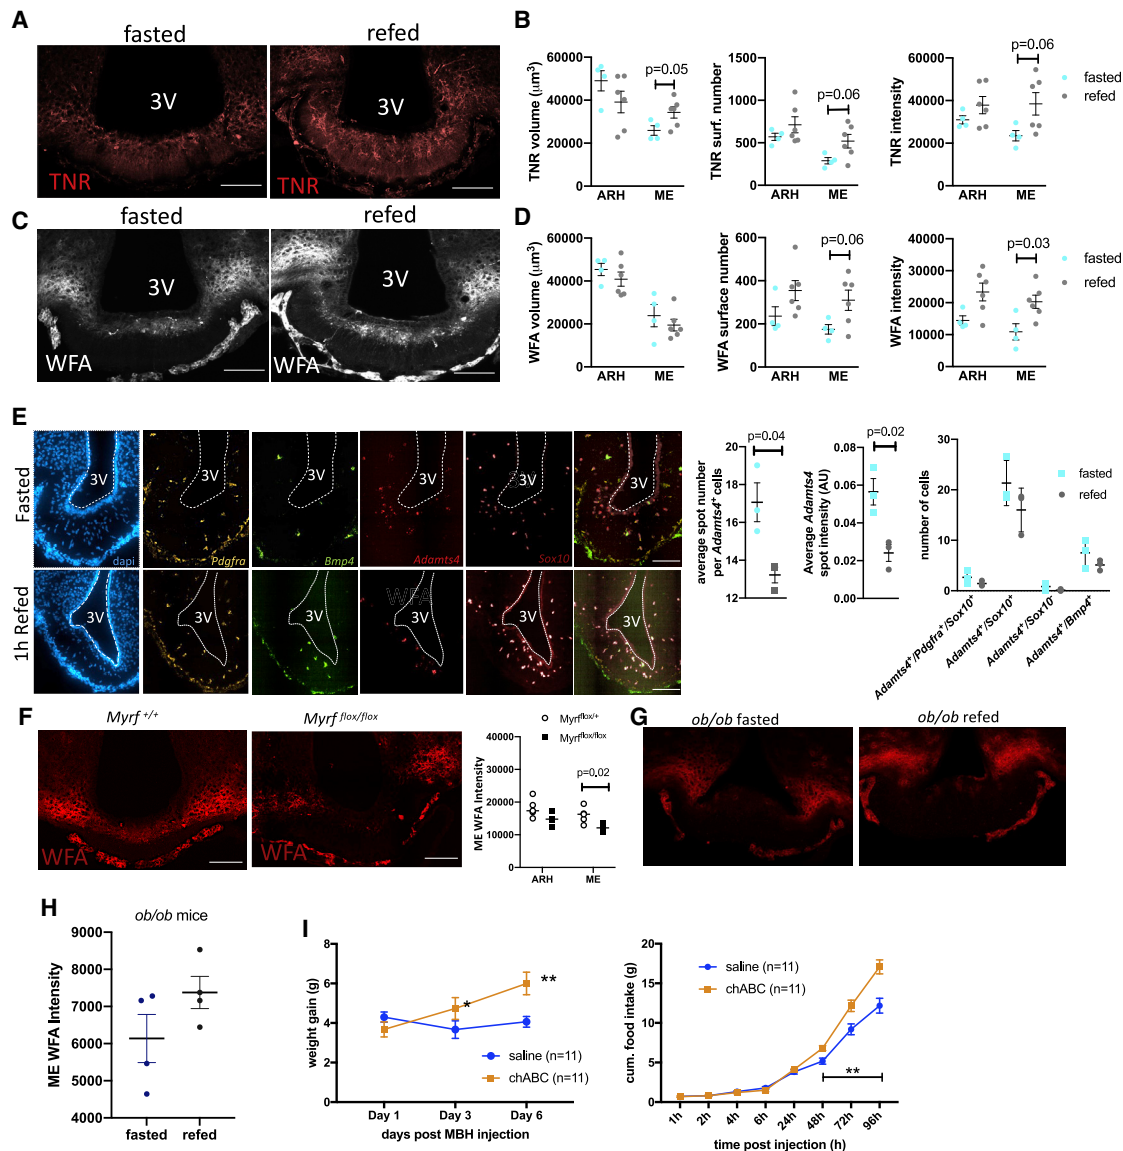 A
fasted
refed
3V
3V
TNR
TNR
B
TNR volume (μm³)
60000
40000
20000
0
ARH
ME
p=0.05
TNR surf. number
1500
1000
500
0
ARH
ME
p=0.06
TNR intensity
60000
40000
20000
0
ARH
ME
p=0.06
fasted
refed
C
fasted
refed
3V
3V
WFA
WFA
D
WFA volume (μm³)
60000
40000
20000
0
ARH
ME
WFA surface number
600
400
200
0
ARH
ME
p=0.06
WFA intensity
40000
30000
20000
10000
0
ARH
ME
p=0.03
fasted
refed
E
Fasted
3V
3V
3V
3V
3V
dapi
Pdgfra
Bmp4
Adamts4
Sox10
1h Refed
3V
3V
3V
WFA
3V
3V
3V
average spot number
per Adamts4⁺ cells
20
18
16
14
12
p=0.04
Average Adamts4
spot intensity (AU)
0.10
0.08
0.06
0.04
0.02
0.00
p=0.02
number of cells
30
20
10
0
fasted
refed
Adamts4⁺/Pdgfra⁺/Sox10⁺
Adamts4⁺/Sox10⁺
Adamts4⁺/Sox10⁻
Adamts4⁺/Bmp4⁺
F
Myrf +/+
Myrf flox/flox
WFA
WFA
Myrf flox/+
Myrf flox/flox
ME WFA Intensity
40000
30000
20000
10000
0
ARH
ME
p=0.02
G
ob/ob fasted
ob/ob refed
H
ob/ob mice
ME WFA Intensity
9000
8000
7000
6000
5000
4000
fasted
refed
I
weight gain (g)
8
6
4
2
0
*
**
saline (n=11)
chABC (n=11)
Day 1
Day 3
Day 6
days post MBH injection
cum. food intake (g)
20
15
10
5
0
saline (n=11)
chABC (n=11)
**
1h
2h
4h
6h
24h
48h
72h
96h
time post injection (h)